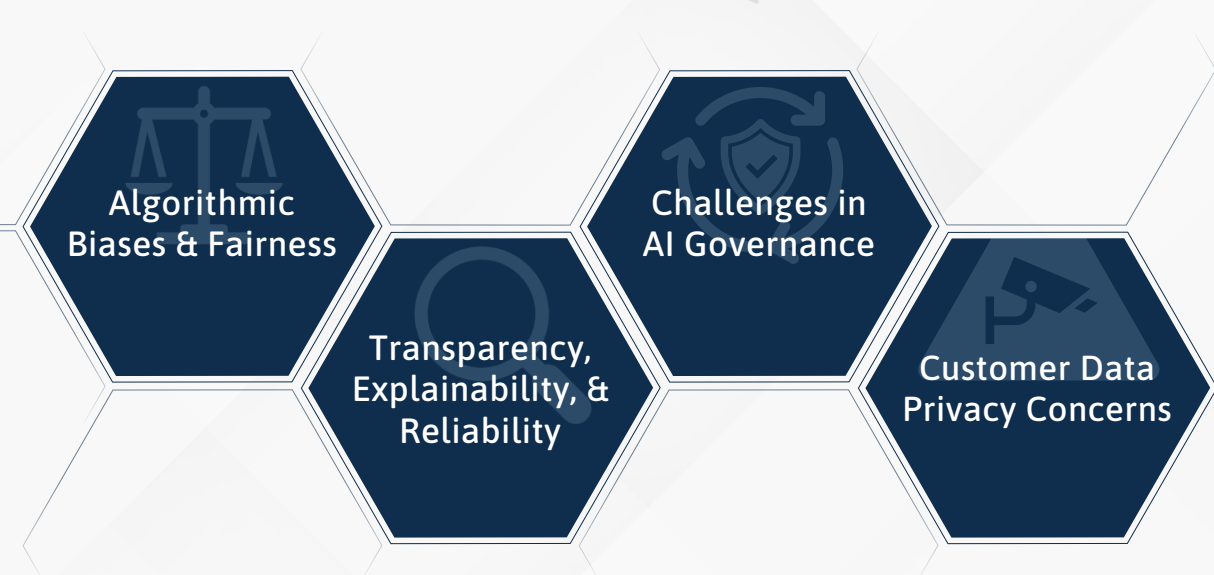 Algorithmic
Biases & Fairness
Transparency,
Explainability, &
Reliability
Challenges in
AI Governance
Customer Data
Privacy Concerns